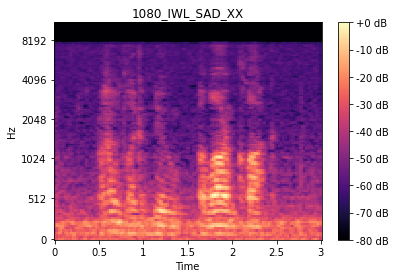 1080_IWL_SAD_XX
+0 dB
8192
-10 dB
4096
-20 dB
-30 dB
2048
Hz
-40 dB
1024
-50 dB
512
-60 dB
-70 dB
0
-80 dB
0 0.5 1 1.5 2 2.5 3
Time